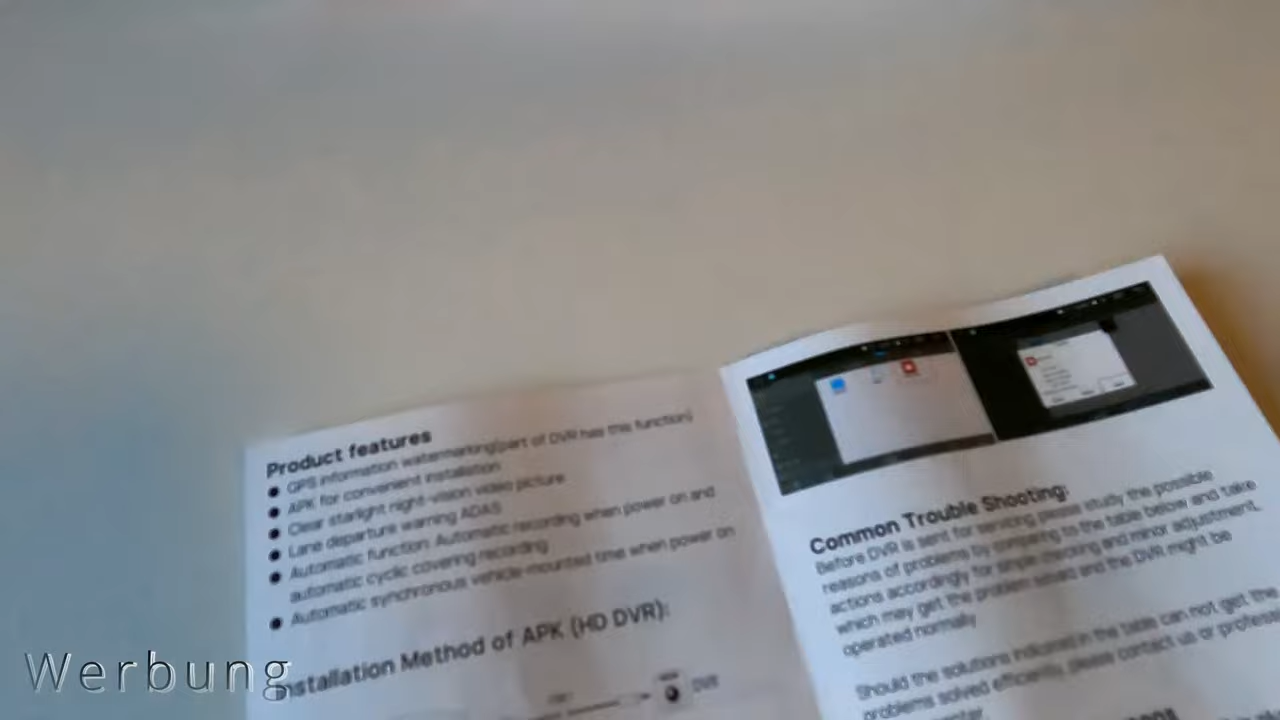 Product features
GPS information watermarking(part of DVR has this function)
APK for convenient installation
Clear starlight night-vision video picture
Lane departure warning ADAS
Automatic function: Automatic recording when power on and
automatic cyclic covering recording
Automatic synchronous vehicle-mounted time when power on
Installation Method of APK (HD DVR):
DVR
Common Trouble Shooting:
Before DVR is sent for servicing please study the possible
reasons of problems by comparing to the table below and take
actions accordingly for simple checking and minor adjustment,
which may get the problem solved and the DVR might be
operated normally
Should the solutions indicated in the table can not get the
problems solved efficiently, please contact us or
Werbung